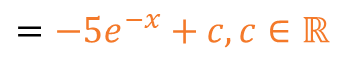 = −5e⁻ˣ + c, c ∈ ℝ